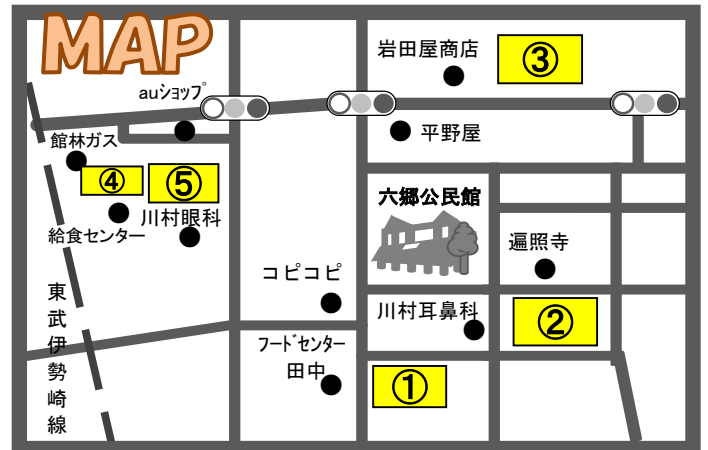 MAP
岩田屋商店
③
auショップ
平野屋
館林ガス
④
⑤
給食センター
川村眼科
六郷公民館
遍照寺
コピコピ
川村耳鼻科
②
フードセンター
田中
①
東武伊勢崎線